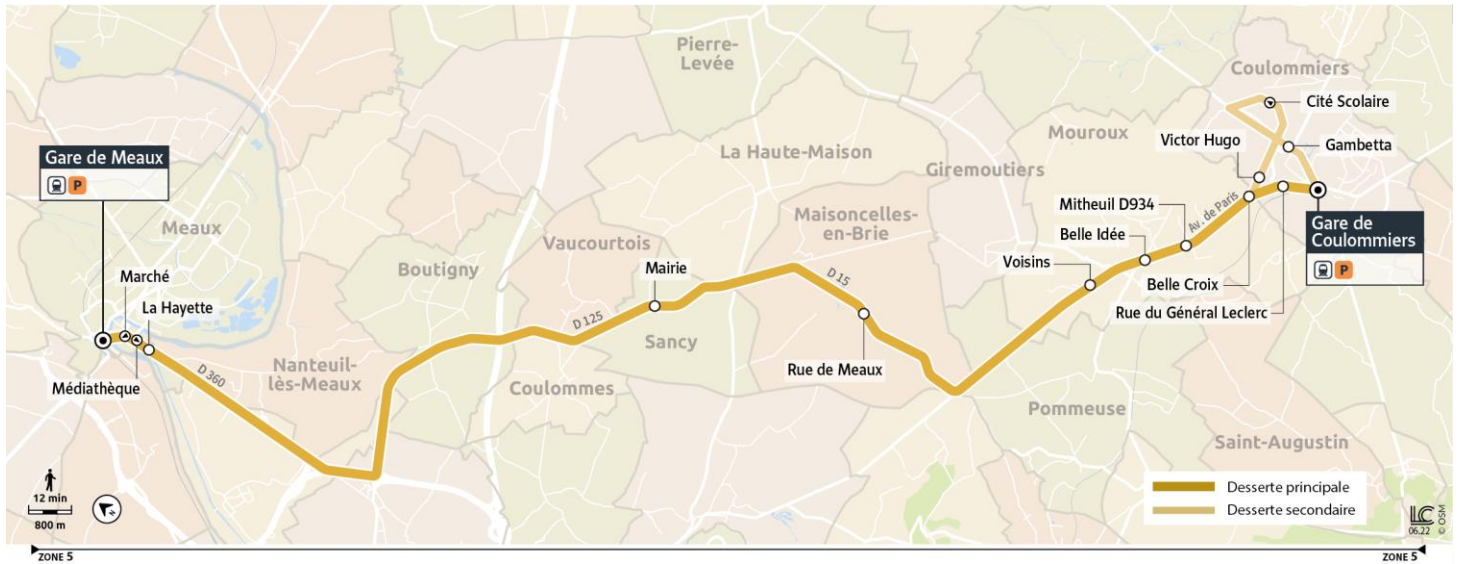 Pierre-
Levée
Coulommiers
Cité Scolaire
Mouroux
Victor Hugo
Gambetta
Gare de Meaux
P
La Haute-Maison
Giremoutiers
Mitheuil D934
Av. de Paris
Gare de
Coulommiers
P
Meaux
Maisoncelles-
en-Brie
Vaucourtois
Belle Idée
Boutigny
Mairie
Voisins
Marché
D 15
Belle Croix
La Hayette
Rue du Général Leclerc
D 125
Sancy
Nanteuil-
lès-Meaux
D 360
Rue de Meaux
Médiathèque
Coulommes
Pommeuse
Saint-Augustin
12 min
800 m
N
Desserte principale
Desserte secondaire
LC
06.22
© OSM
ZONE 5
ZONE 5